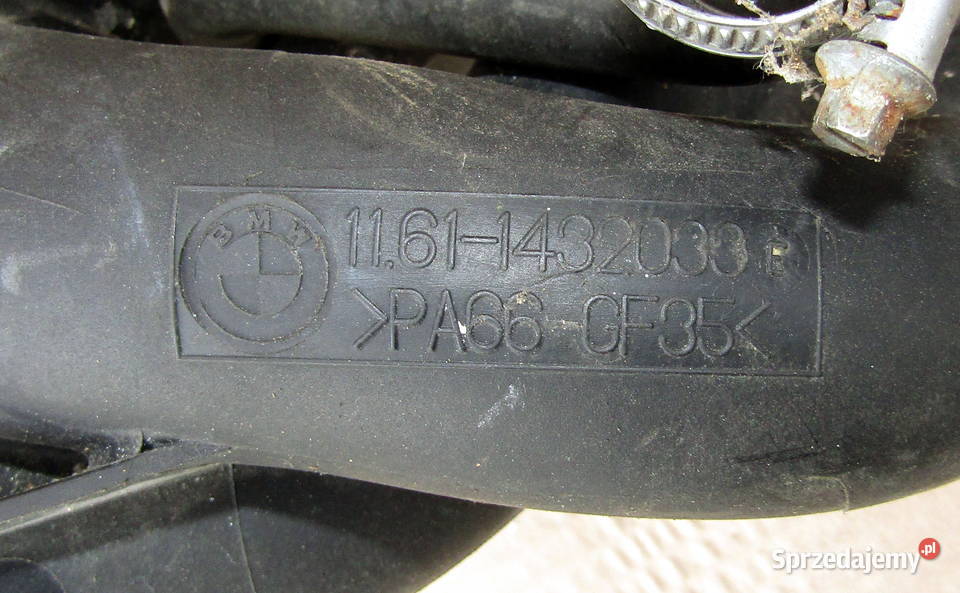 BMW
11.61-1432033
>PA66-GF35<
Sprzedajemy.pl